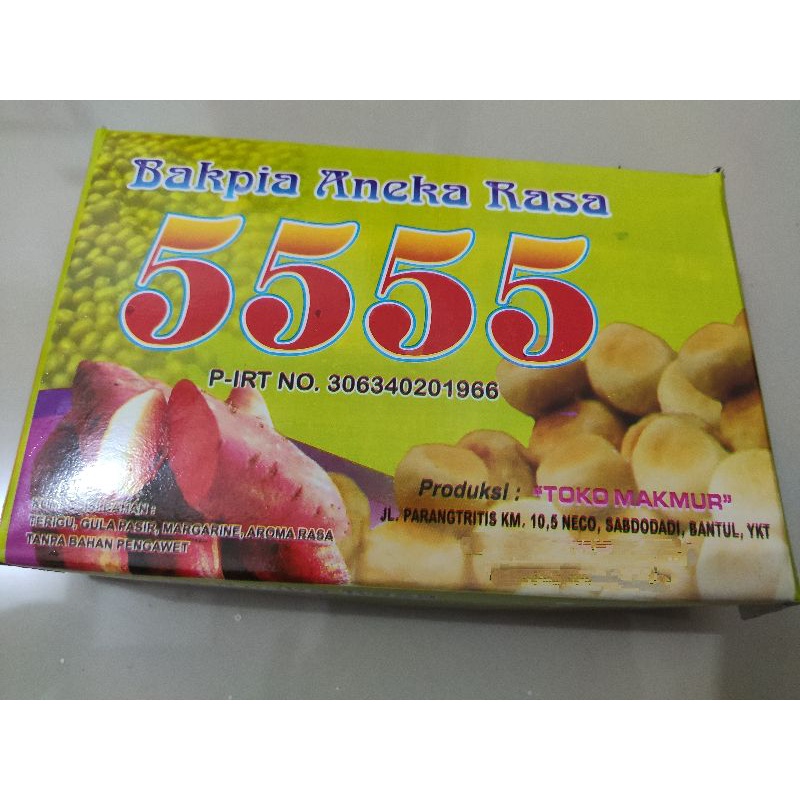 Bakpia Aneka Rasa
5555
P-IRT NO. 306340201966
TERIGU, GULA PASIR, MARGARINE, AROMA RASA
TANPA BAHAN PENGAWET
Produksi : "TOKO MAKMUR"
JL. PARANGTRITIS KM. 10,5 NECO, SABDODADI, BANTUL, YKT